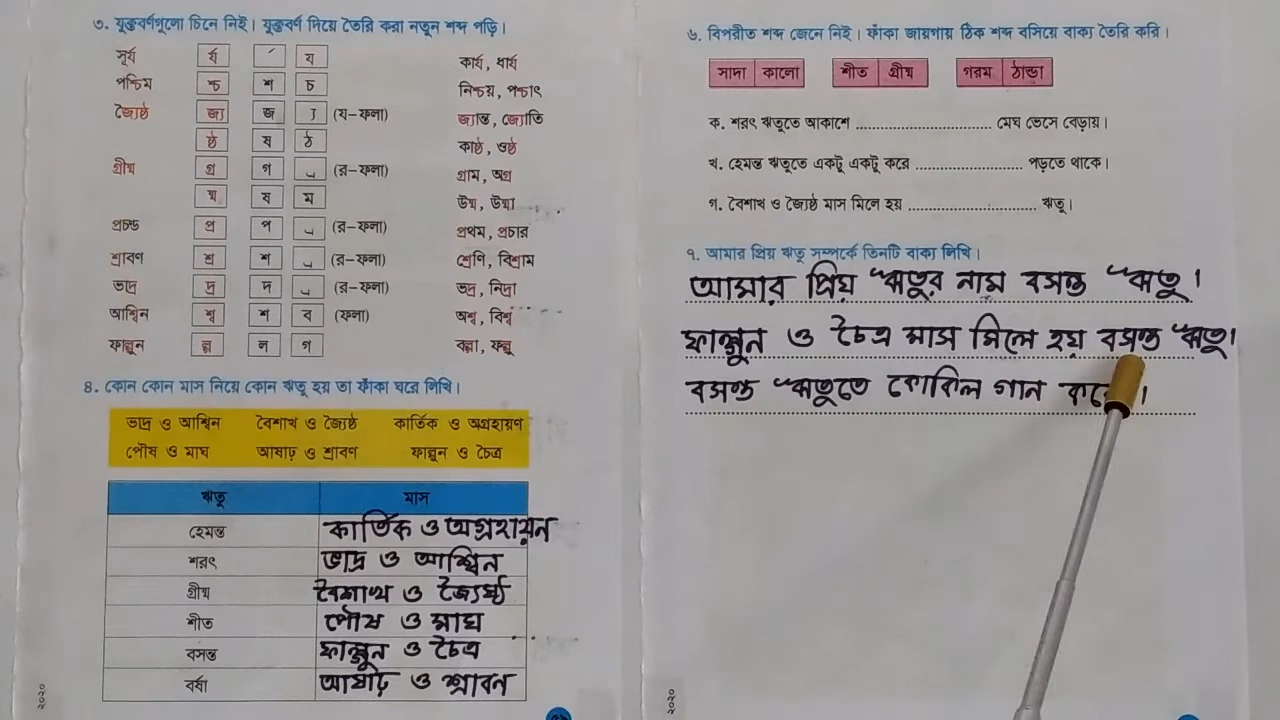 ৩. যুক্তবর্ণগুলো চিনে নিই। যুক্তবর্ণ দিয়ে তৈরি করা নতুন শব্দ পড়ি।
সূর্য র্য র্ য কার্য, ধার্য
পশ্চিম শ্চ শ চ নিশ্চয়, পশ্চাৎ
জ্যৈষ্ঠ জ্য জ ্য (য-ফলা) জ্যান্ত, জ্যোতি
ষ্ঠ ষ ঠ কাষ্ঠ, ওষ্ঠ
গ্রীষ্ম গ্র গ ্র (র-ফলা) গ্রাম, অগ্র
ষ্ম ষ ম উষ্ম, উষ্মা
প্রচণ্ড প্র প ্র (র-ফলা) প্রথম, প্রচার
শ্রাবণ শ্র শ ্র (র-ফলা) শ্রেণি, বিশ্রাম
ভাদ্র দ্র দ ্র (র-ফলা) ভদ্র, নিদ্রা
আশ্বিন শ্ব শ ব (ফলা) অশ্ব, বিশ্ব
ফাল্গুন ল্গ ল গ বল্গা, ফল্গু
৪. কোন কোন মাস নিয়ে কোন ঋতু হয় তা ফাঁকা ঘরে লিখি।
ভাদ্র ও আশ্বিন বৈশাখ ও জ্যৈষ্ঠ কার্তিক ও অগ্রহায়ণ
পৌষ ও মাঘ আষাঢ় ও শ্রাবণ ফাল্গুন ও চৈত্র
ঋতু মাস
হেমন্ত কার্তিক ও অগ্রহায়ন
শরৎ ভাদ্র ও আশ্বিন
গ্রীষ্ম বৈশাখ ও
শীত পৌষ ও মাঘ
বসন্ত ফাল্গুন ও চৈত্র
বর্ষা আষাঢ় ও শ্রাবন
২০২০
৬. বিপরীত শব্দ জেনে নিই। ফাঁকা জায়গায় ঠিক শব্দ বসিয়ে বাক্য তৈরি করি।
সাদা কালো শীত গ্রীষ্ম গরম ঠান্ডা
ক. শরৎ ঋতুতে আকাশে .................................. মেঘ ভেসে বেড়ায়।
খ. হেমন্ত ঋতুতে একটু একটু করে ........................... পড়তে থাকে।
গ. বৈশাখ ও জ্যৈষ্ঠ মাস মিলে হয় ................................ ঋতু।
৭. আমার প্রিয় ঋতু সম্পর্কে তিনটি বাক্য লিখি।
আমার প্রিয় ঋতুর নাম বসন্ত ঋতু।
ফাল্গুন ও চৈত্র মাস মিলে হয় বসন্ত ঋতু।
বসন্ত ঋতুতে কোকিল গান
২০২০